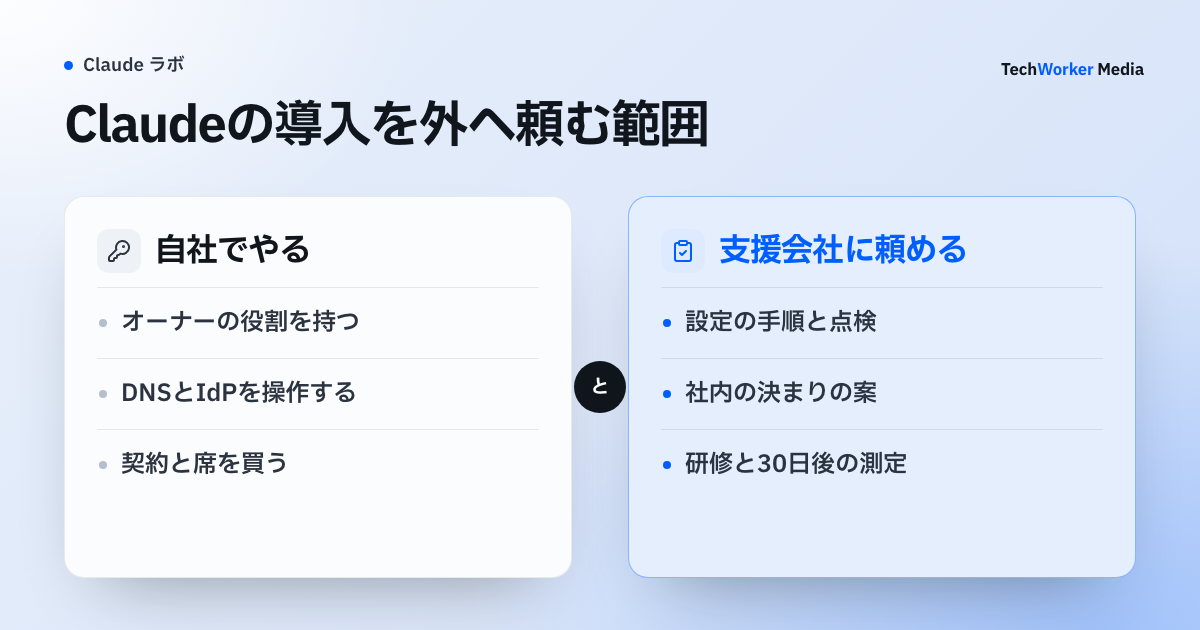 Claude ラボ
TechWorker Media
Claudeの導入を外へ頼む範囲
自社でやる
オーナーの役割を持つ
DNSとIdPを操作する
契約と席を買う
と
支援会社に頼める
設定の手順と点検
社内の決まりの案
研修と30日後の測定